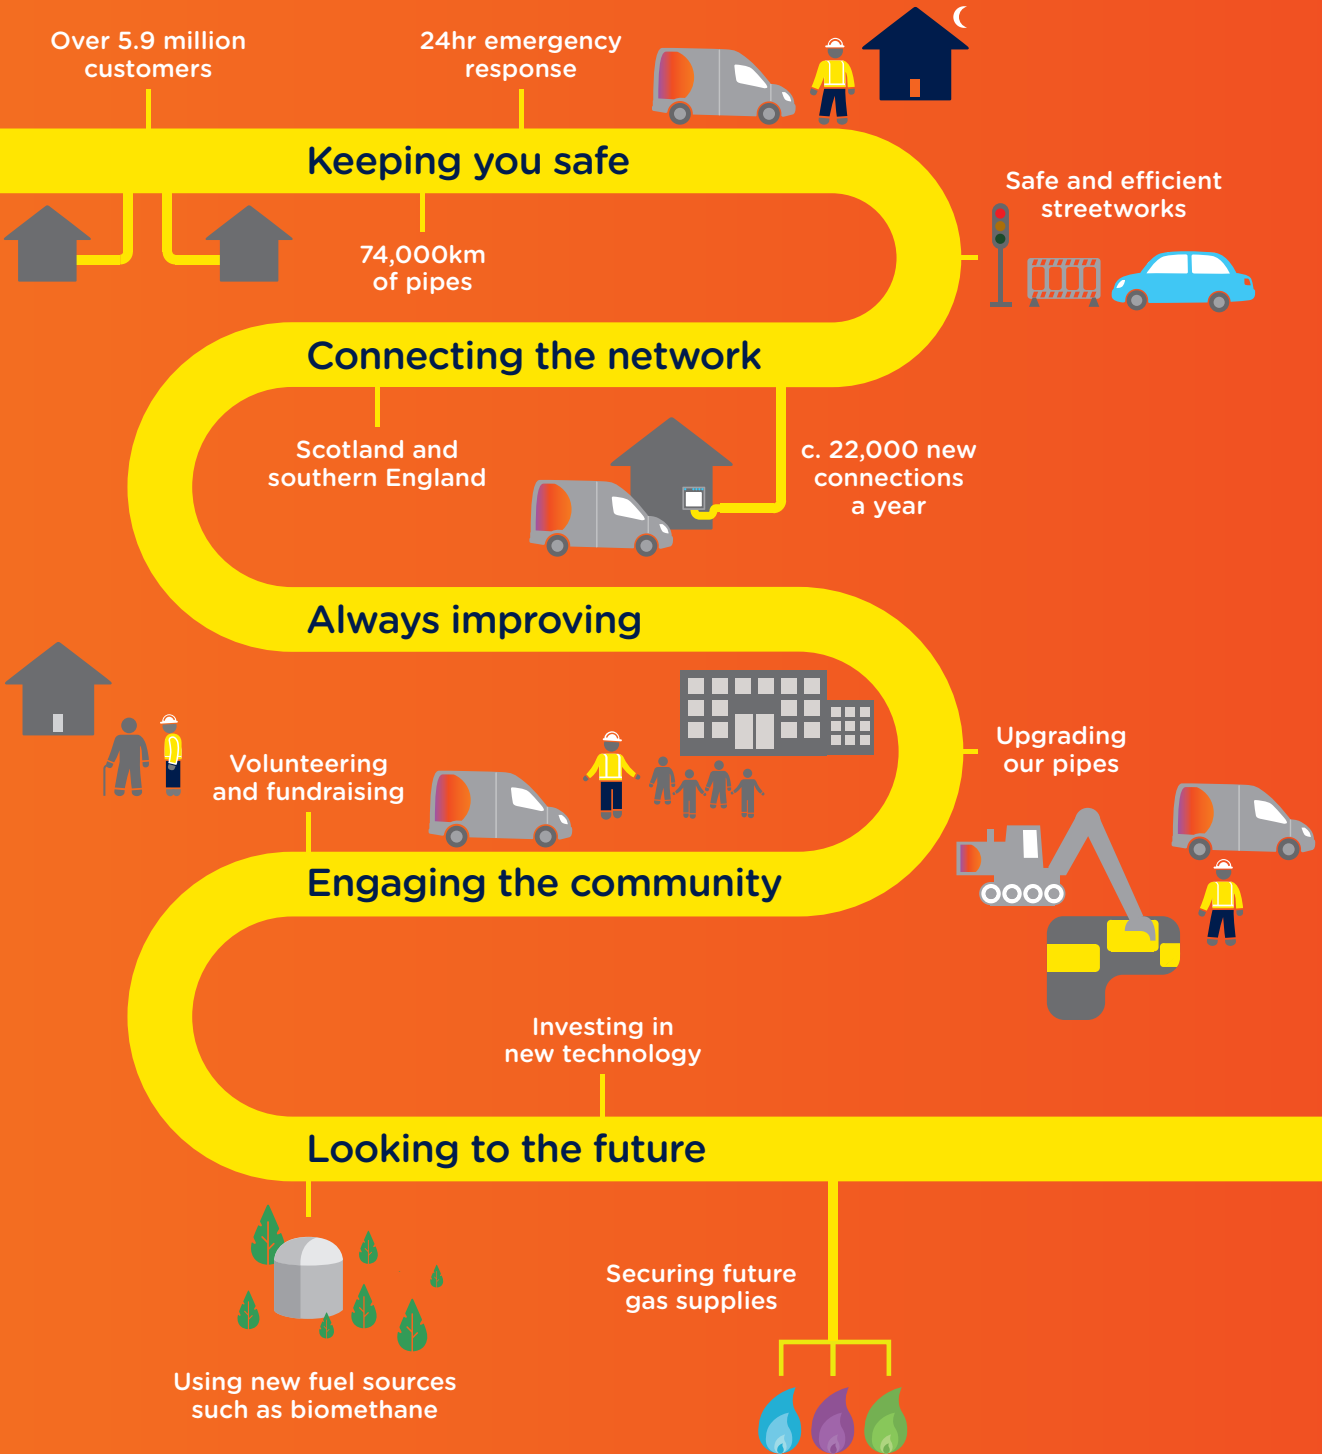 Over 5.9 million
customers
24hr emergency
response
Keeping you safe
Safe and efficient
streetworks
74,000km
of pipes
Connecting the network
Scotland and
southern England
c. 22,000 new
connections
a year
Always improving
Upgrading
our pipes
Volunteering
and fundraising
Engaging the community
Investing in
new technology
Looking to the future
Securing future
gas supplies
Using new fuel sources
such as biomethane